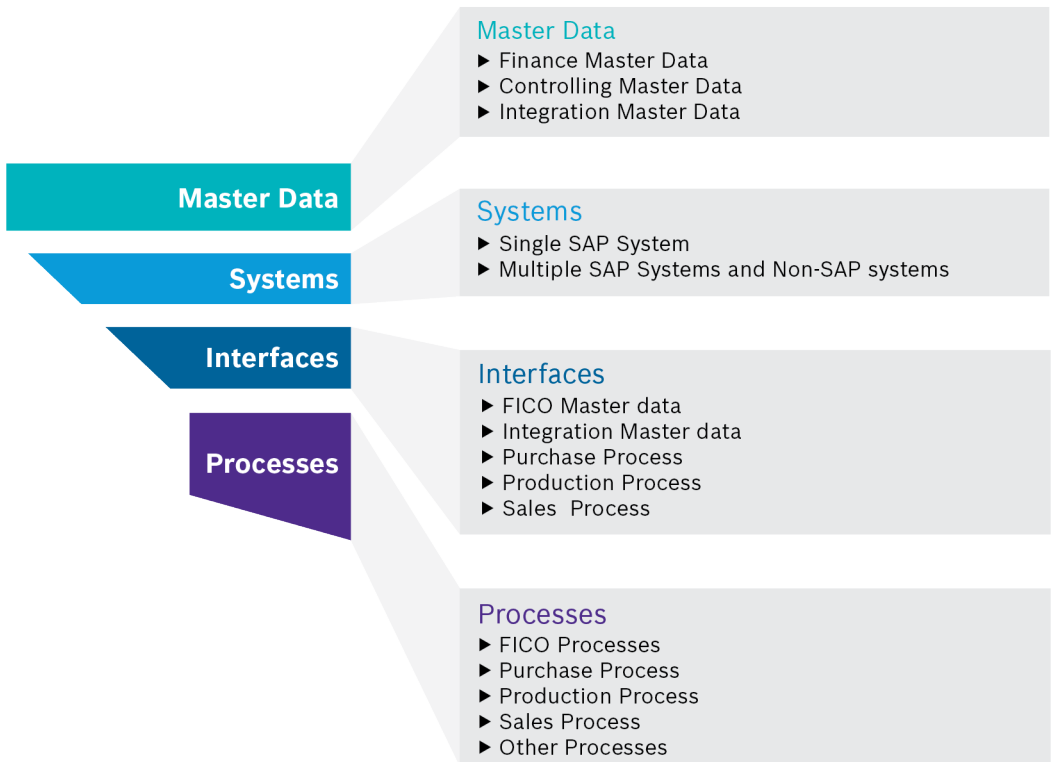 Master Data
▶ Finance Master Data
▶ Controlling Master Data
▶ Integration Master Data
Master Data
Systems
▶ Single SAP System
▶ Multiple SAP Systems and Non-SAP systems
Systems
Interfaces
▶ FICO Master data
▶ Integration Master data
▶ Purchase Process
▶ Production Process
▶ Sales  Process
Interfaces
Processes
Processes
▶ FICO Processes
▶ Purchase Process
▶ Production Process
▶ Sales Process
▶ Other Processes